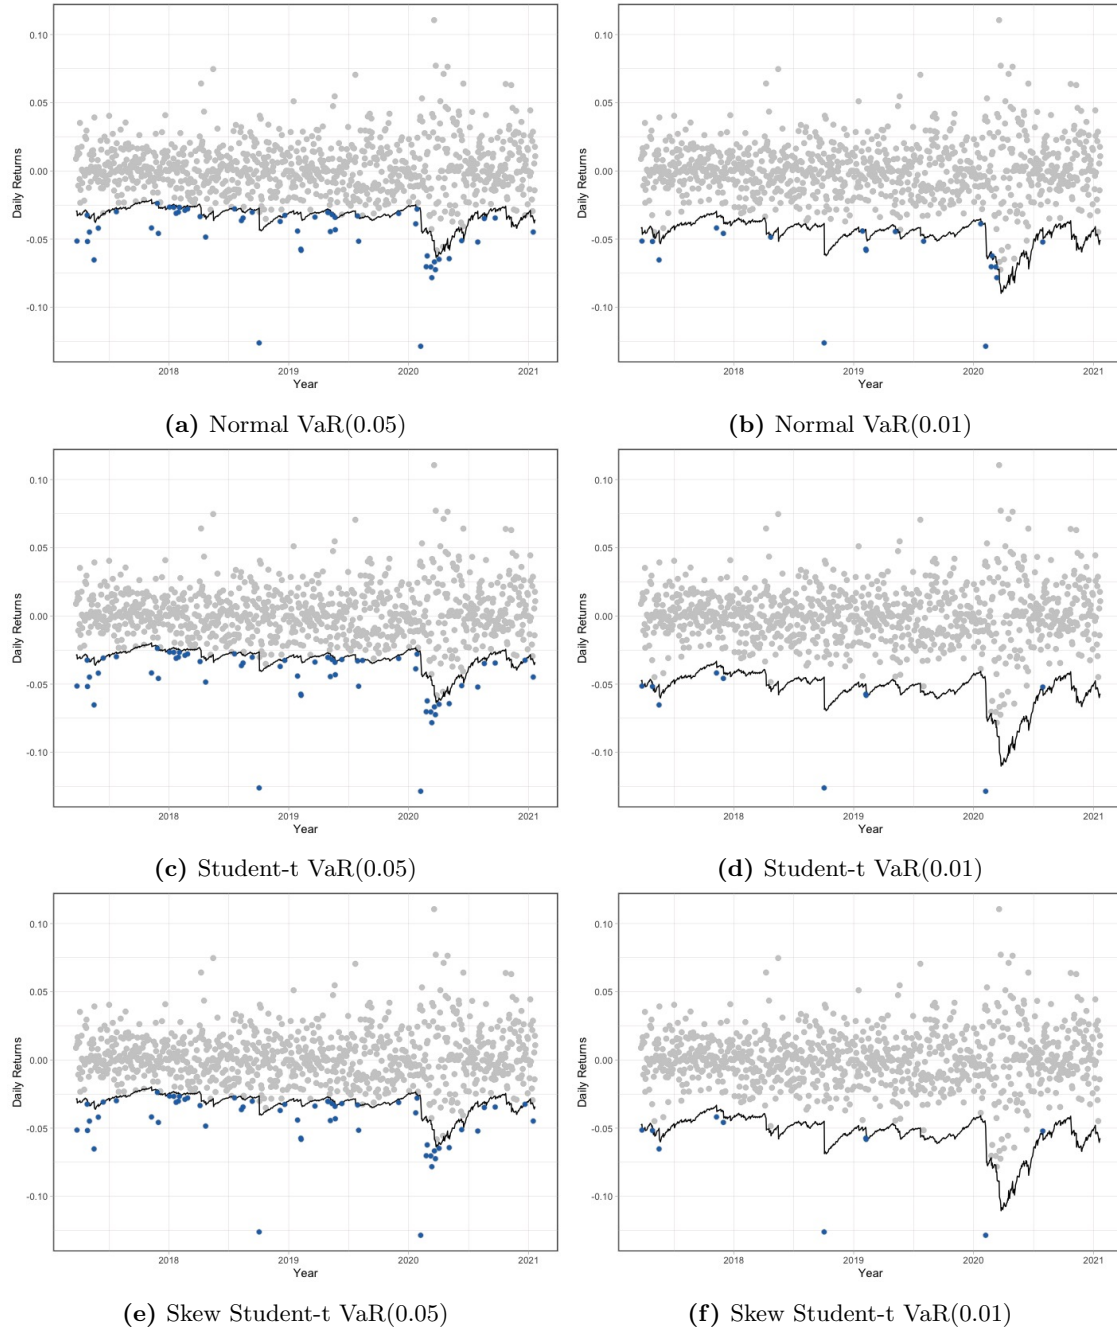 0.10
0.05
0.00
-0.05
-0.10
Daily Returns
2018 2019 2020 2021
Year
(a) Normal VaR(0.05)
0.10
0.05
0.00
-0.05
-0.10
Daily Returns
2018 2019 2020 2021
Year
(b) Normal VaR(0.01)
0.10
0.05
0.00
-0.05
-0.10
Daily Returns
2018 2019 2020 2021
Year
(c) Student-t VaR(0.05)
0.10
0.05
0.00
-0.05
-0.10
Daily Returns
2018 2019 2020 2021
Year
(d) Student-t VaR(0.01)
0.10
0.05
0.00
-0.05
-0.10
Daily Returns
2018 2019 2020 2021
Year
(e) Skew Student-t VaR(0.05)
0.10
0.05
0.00
-0.05
-0.10
Daily Returns
2018 2019 2020 2021
Year
(f) Skew Student-t VaR(0.01)